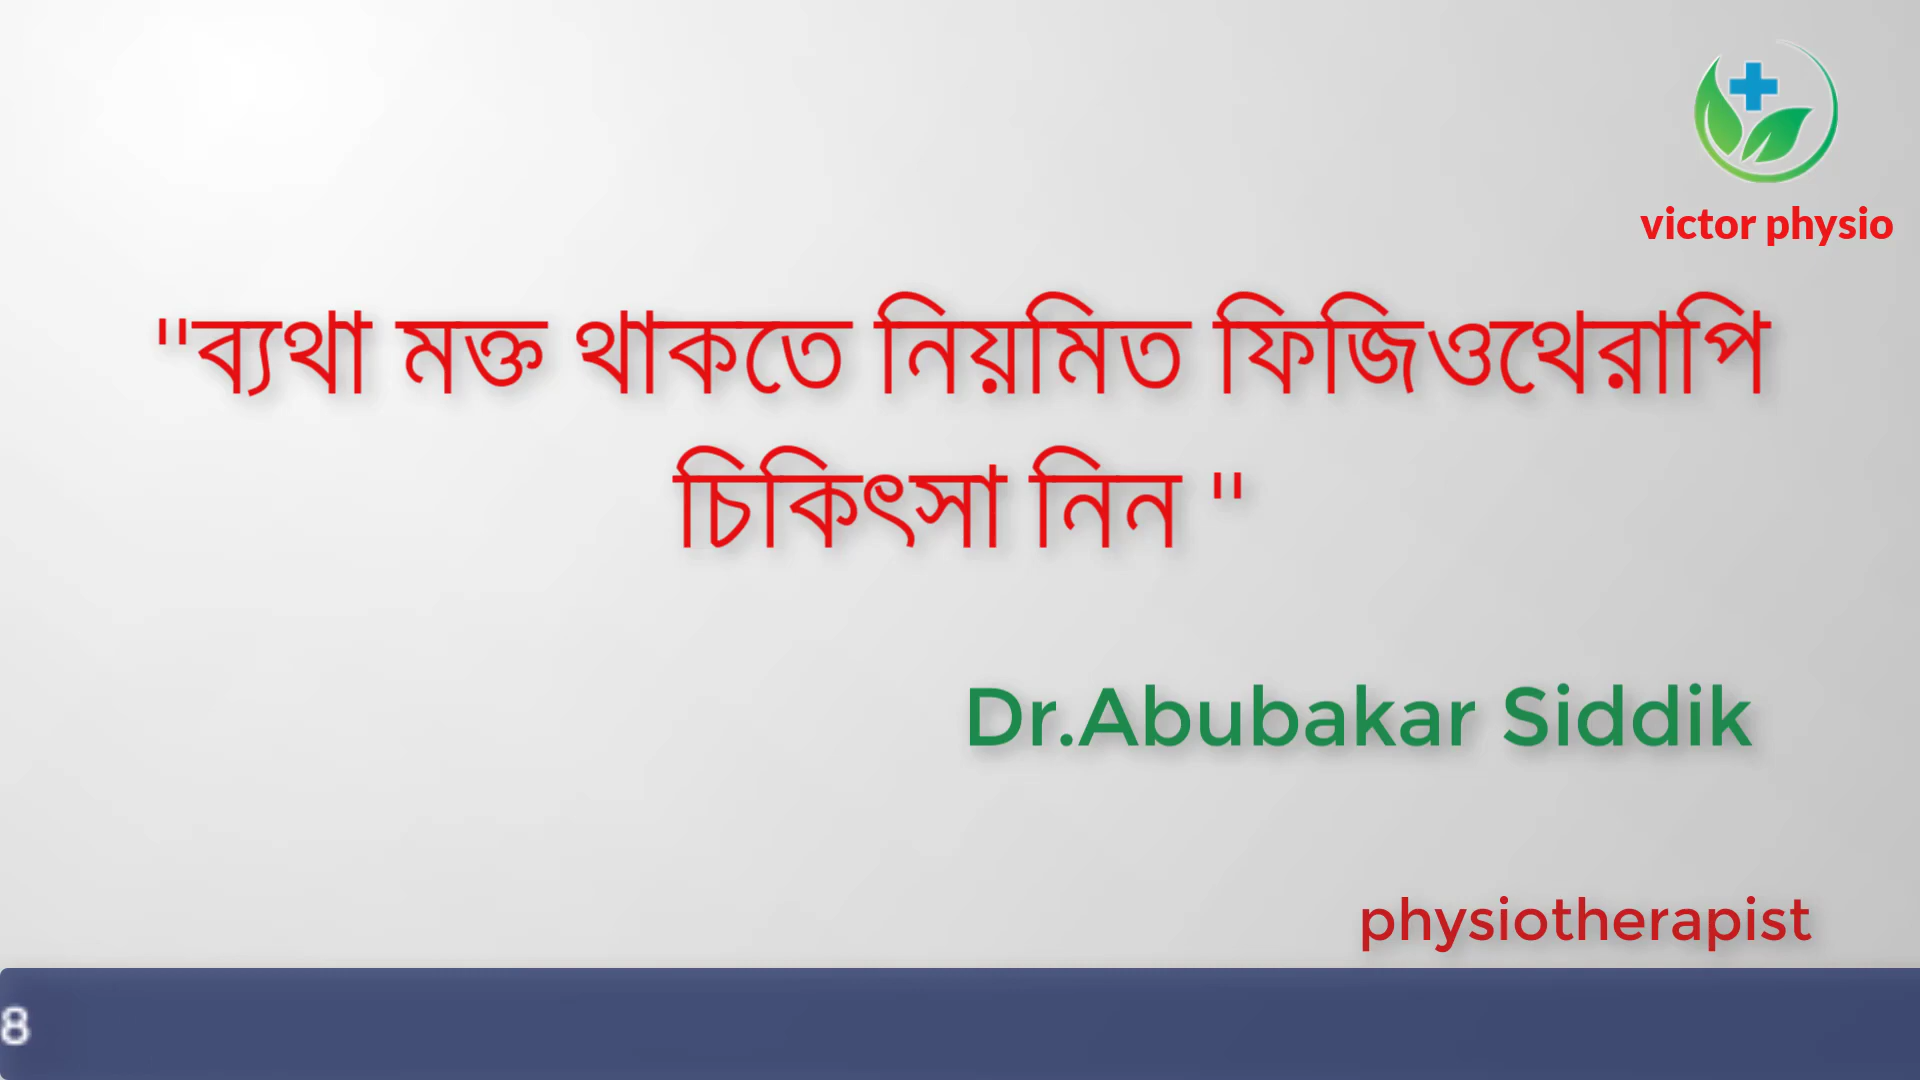 victor physio
"ব্যথা মক্ত থাকতে নিয়মিত ফিজিওথেরাপি
চিকিৎসা নিন "
Dr.Abubakar Siddik
physiotherapist
8